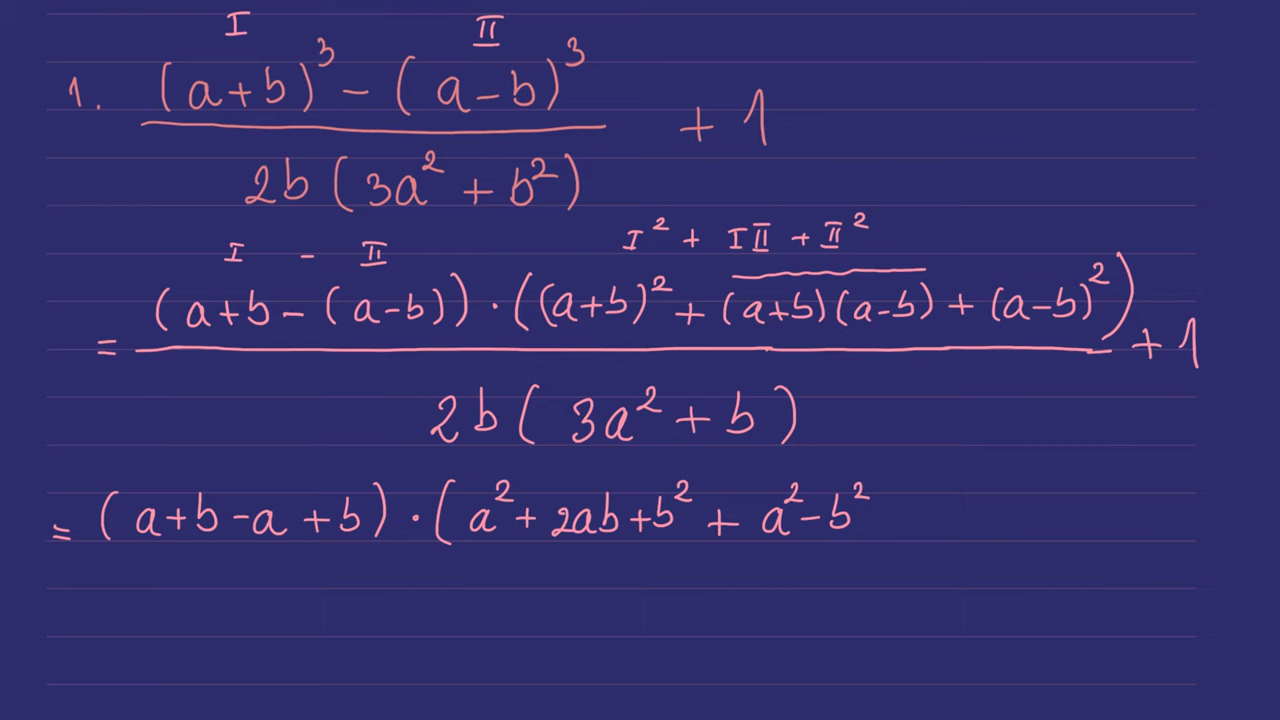 I II
1. (a+b)³ - (a-b)³ + 1
2b(3a² + b²)
I - II I² + I II + II²
= (a+b-(a-b))·((a+b)² + (a+b)(a-b) + (a-b)²) + 1
2b(3a² + b)
= (a+b-a+b)·(a²+2ab+b² + a²-b²